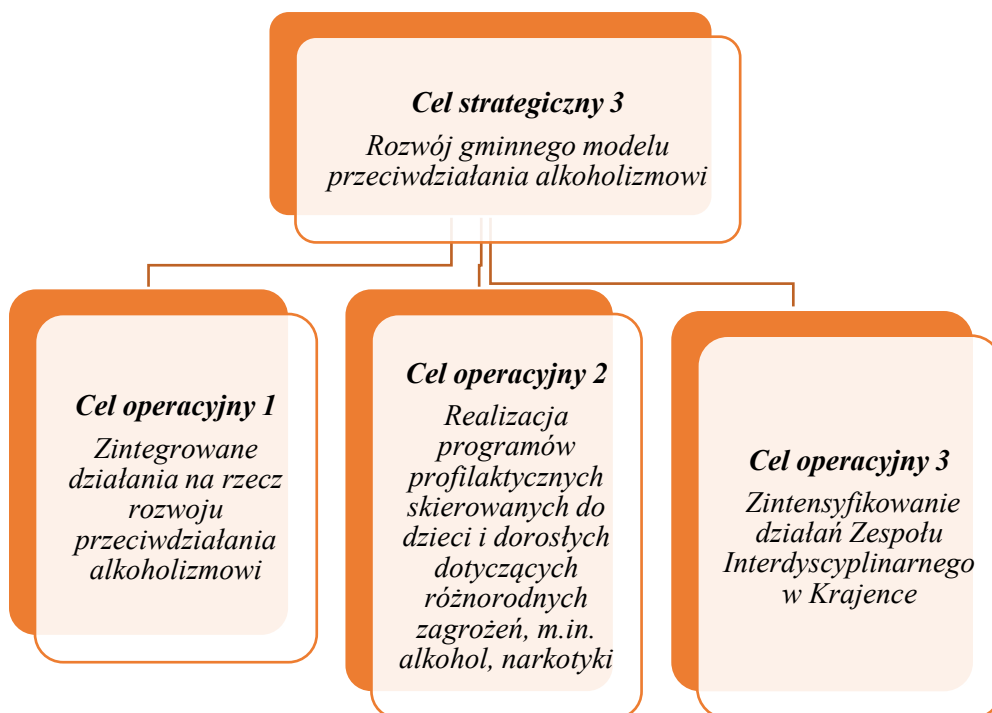 Cel strategiczny 3
Rozwój gminnego modelu
przeciwdziałania alkoholizmowi
Cel operacyjny 1
Zintegrowane
działania na rzecz
rozwoju
przeciwdziałania
alkoholizmowi
Cel operacyjny 2
Realizacja
programów
profilaktycznych
skierowanych do
dzieci i dorosłych
dotyczących
różnorodnych
zagrożeń, m.in.
alkohol, narkotyki
Cel operacyjny 3
Zintensyfikowanie
działań Zespołu
Interdyscyplinarnego
w Krajence